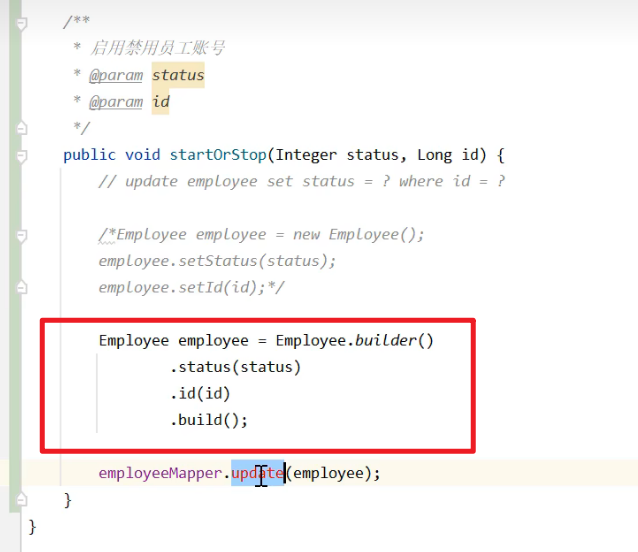 /**
* 启用禁用员工账号
* @param status
* @param id
*/
public void startOrStop(Integer status, Long id) {
// update employee set status = ? where id = ?
/*Employee employee = new Employee();
employee.setStatus(status);
employee.setId(id);*/
Employee employee = Employee.builder()
.status(status)
.id(id)
.build();
employeeMapper.update(employee);
}
}